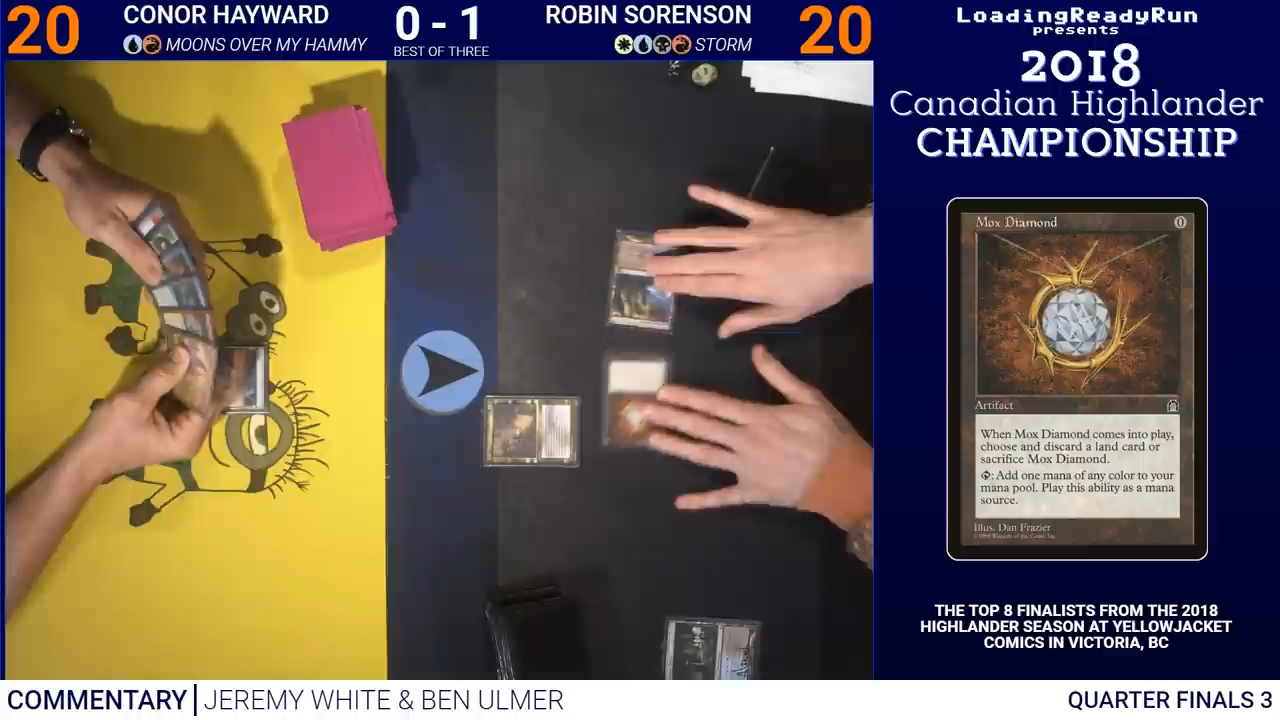 20
CONOR HAYWARD
MOONS OVER MY HAMMY
0 - 1
BEST OF THREE
ROBIN SORENSON
STORM
20
LoadingReadyRun
presents
2018
Canadian Highlander
CHAMPIONSHIP
Mox Diamond
0
Artifact
When Mox Diamond comes into play,
choose and discard a land card or
sacrifice Mox Diamond.
: Add one mana of any color to your
mana pool. Play this ability as a mana
source.
Illus. Dan Frazier
THE TOP 8 FINALISTS FROM THE 2018
HIGHLANDER SEASON AT YELLOWJACKET
COMICS IN VICTORIA, BC
COMMENTARY | JEREMY WHITE & BEN ULMER
QUARTER FINALS 3